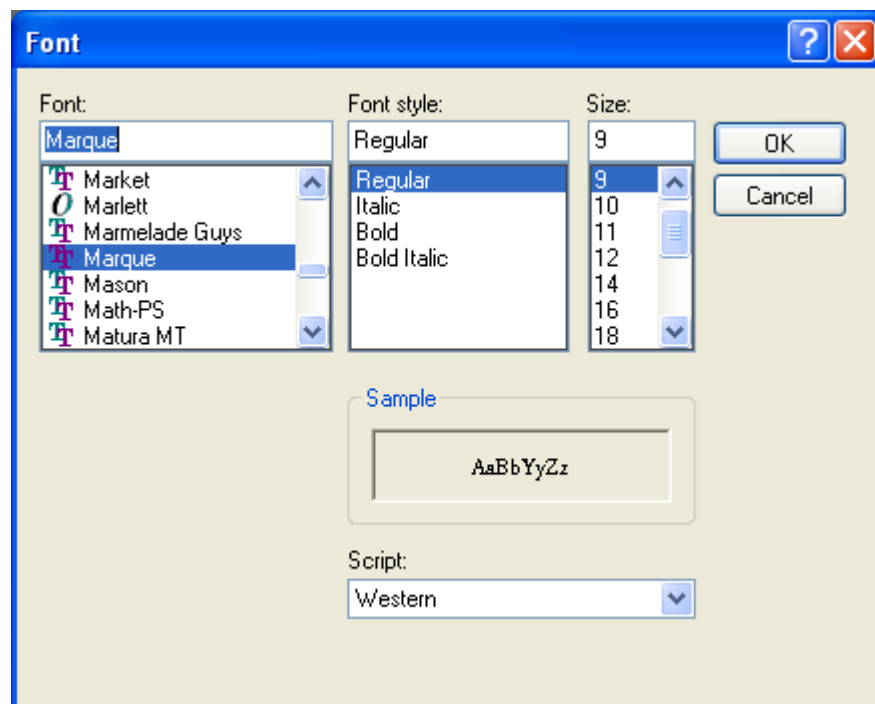 Font
Font:
Font style:
Size:
Marque
Regular
9
OK
Cancel
Market
Marlett
Marmelade Guys
Marque
Mason
Math-PS
Matura MT
Regular
Italic
Bold
Bold Italic
9
10
11
12
14
16
18
Sample
AaBbYyZz
Script:
Western